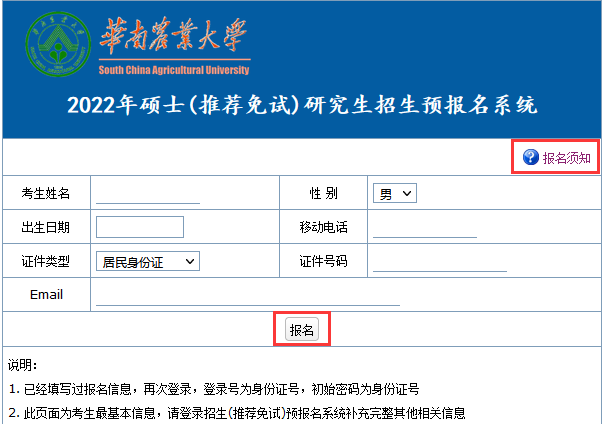 华南农业大学
South China Agricultural University
2022年硕士(推荐免试)研究生招生预报名系统
? 报名须知
考生姓名 性 别 男
出生日期 移动电话
证件类型 居民身份证 证件号码
Email
报名
说明：
1. 已经填写过报名信息，再次登录，登录号为身份证号，初始密码为身份证号
2. 此页面为考生最基本信息，请登录招生(推荐免试)预报名系统补充完整其他相关信息